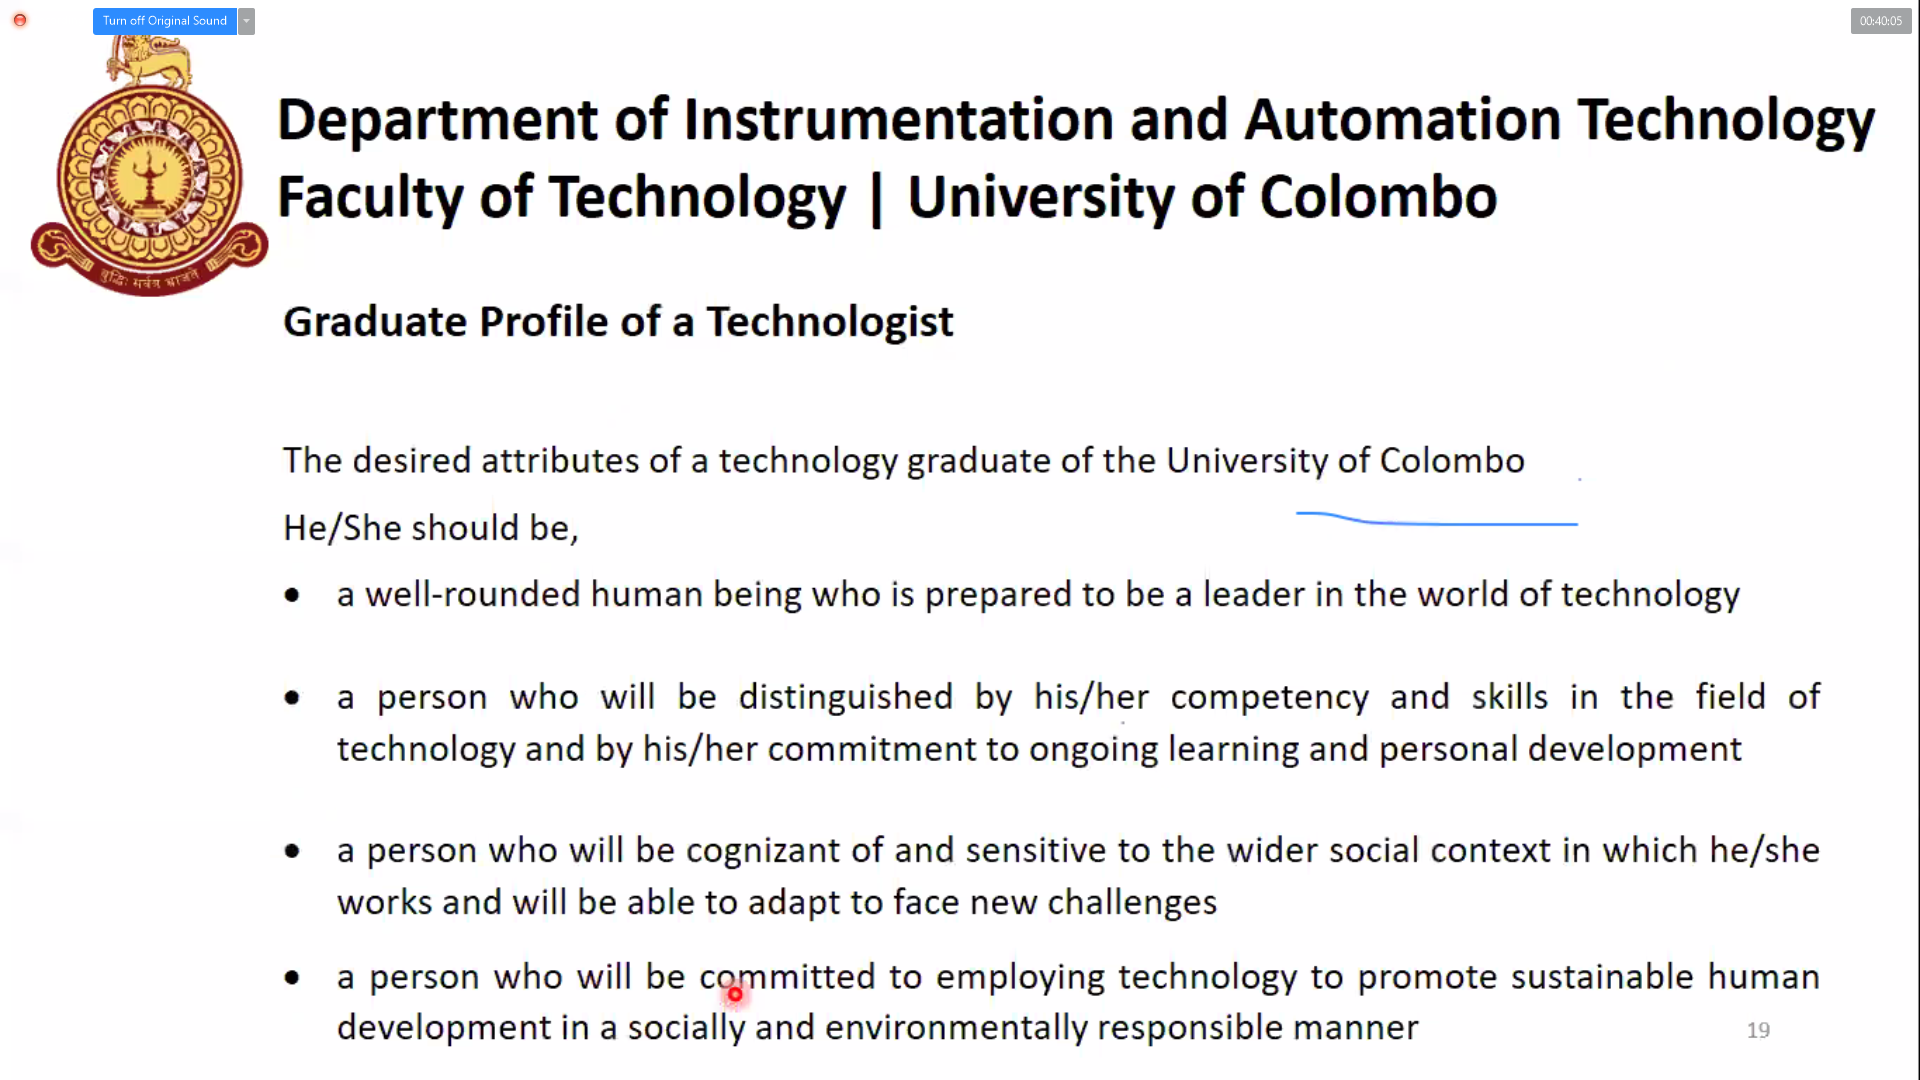 Turn off Original Sound
00:40:05
Department of Instrumentation and Automation Technology
Faculty of Technology | University of Colombo
बुद्धिः सर्वत्र भ्राजते
Graduate Profile of a Technologist
The desired attributes of a technology graduate of the University of Colombo
He/She should be,
• a well-rounded human being who is prepared to be a leader in the world of technology
• a person who will be distinguished by his/her competency and skills in the field of
technology and by his/her commitment to ongoing learning and personal development
• a person who will be cognizant of and sensitive to the wider social context in which he/she
works and will be able to adapt to face new challenges
• a person who will be committed to employing technology to promote sustainable human
development in a socially and environmentally responsible manner
19